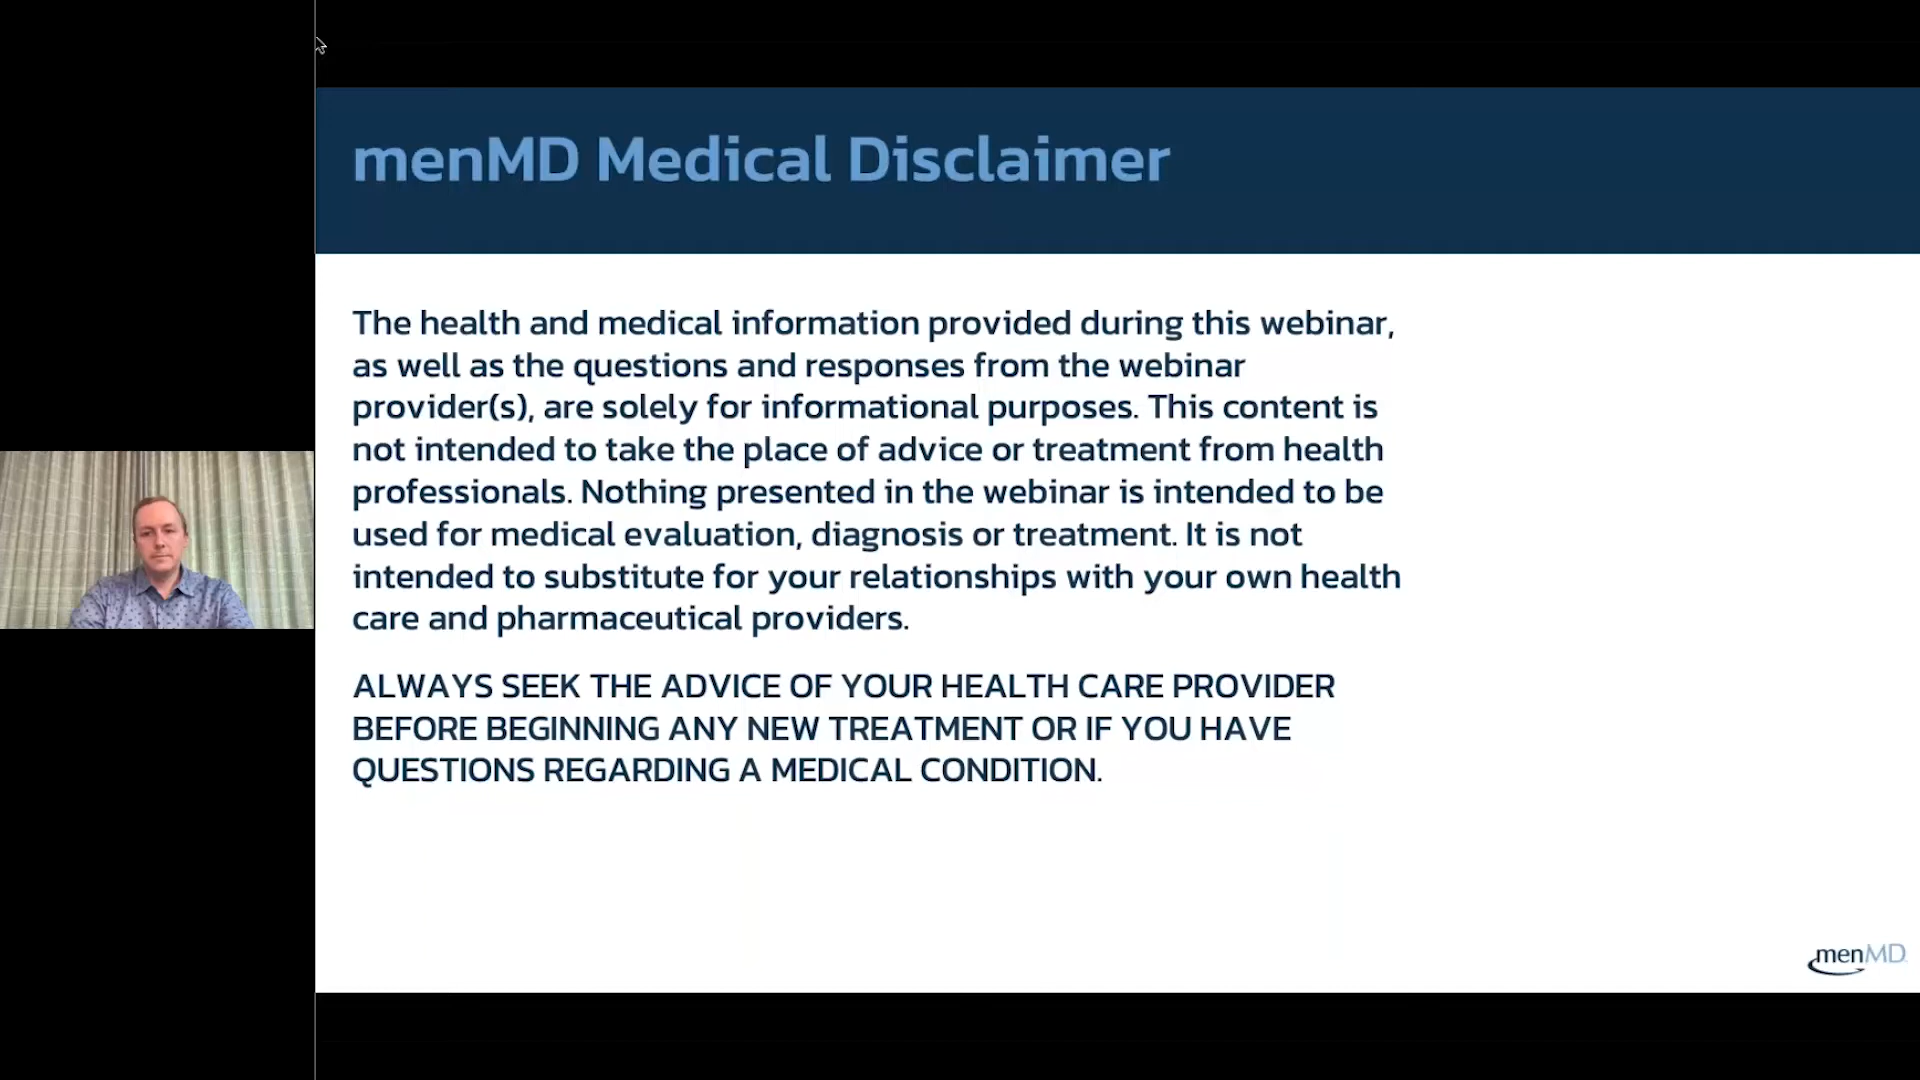 menMD Medical Disclaimer
The health and medical information provided during this webinar,
as well as the questions and responses from the webinar
provider(s), are solely for informational purposes. This content is
not intended to take the place of advice or treatment from health
professionals. Nothing presented in the webinar is intended to be
used for medical evaluation, diagnosis or treatment. It is not
intended to substitute for your relationships with your own health
care and pharmaceutical providers.
ALWAYS SEEK THE ADVICE OF YOUR HEALTH CARE PROVIDER
BEFORE BEGINNING ANY NEW TREATMENT OR IF YOU HAVE
QUESTIONS REGARDING A MEDICAL CONDITION.
menMD